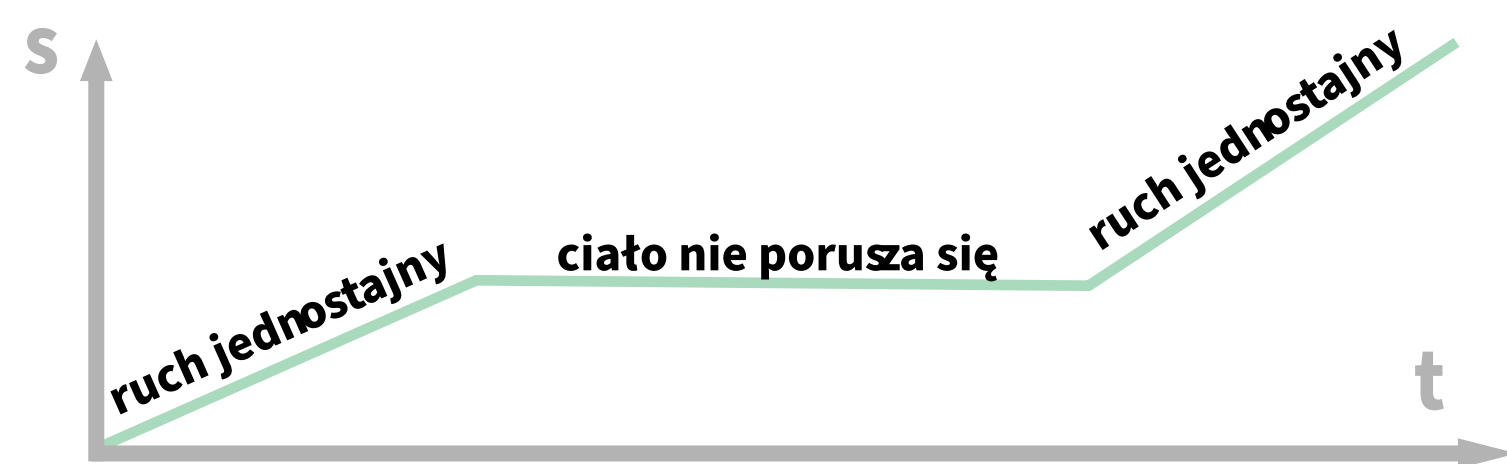 s
ruch jednostajny
ciało nie porusza się
ruch jednostajny
t